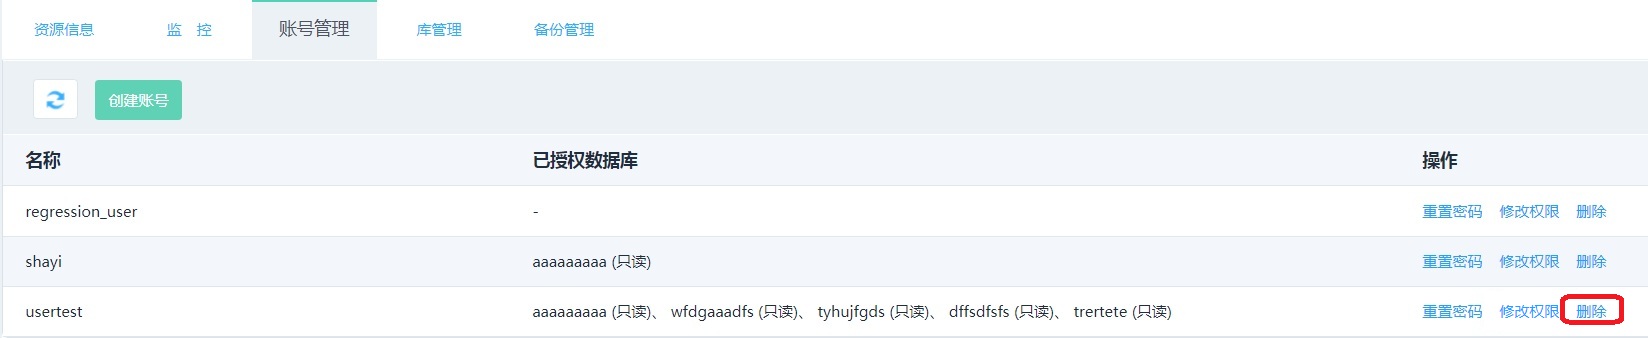 资源信息 监 控 账号管理 库管理 备份管理
创建账号
名称 已授权数据库 操作
regression_user - 重置密码 修改权限 删除
shayi aaaaaaaaa (只读) 重置密码 修改权限 删除
usertest aaaaaaaaa (只读)、 wfdgaaadfs (只读)、 tyhujfgds (只读)、 dffsdfsfs (只读)、 trertete (只读) 重置密码 修改权限 删除